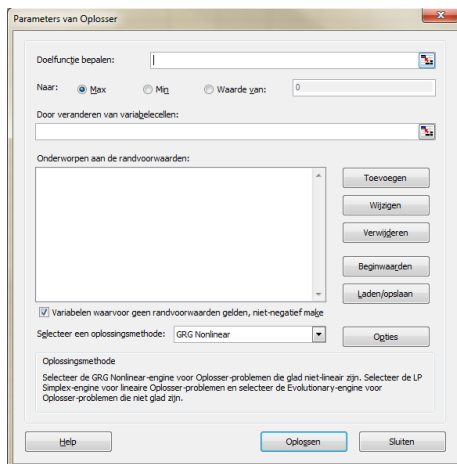 Parameters van Oplosser
Doelfunctie bepalen:
Naar: Max Min Waarde van: 0
Door veranderen van variabelecellen:
Onderworpen aan de randvoorwaarden:
Toevoegen
Wijzigen
Verwijderen
Beginwaarden
Laden/opslaan
Variabelen waarvoor geen randvoorwaarden gelden, niet-negatief make
Selecteer een oplossingsmethode: GRG Nonlinear Opties
Oplossingsmethode
Selecteer de GRG Nonlinear-engine voor Oplosser-problemen die glad niet-lineair zijn. Selecteer de LP
Simplex-engine voor lineaire Oplosser-problemen en selecteer de Evolutionary-engine voor
Oplosser-problemen die niet glad zijn.
Help Oplossen Sluiten